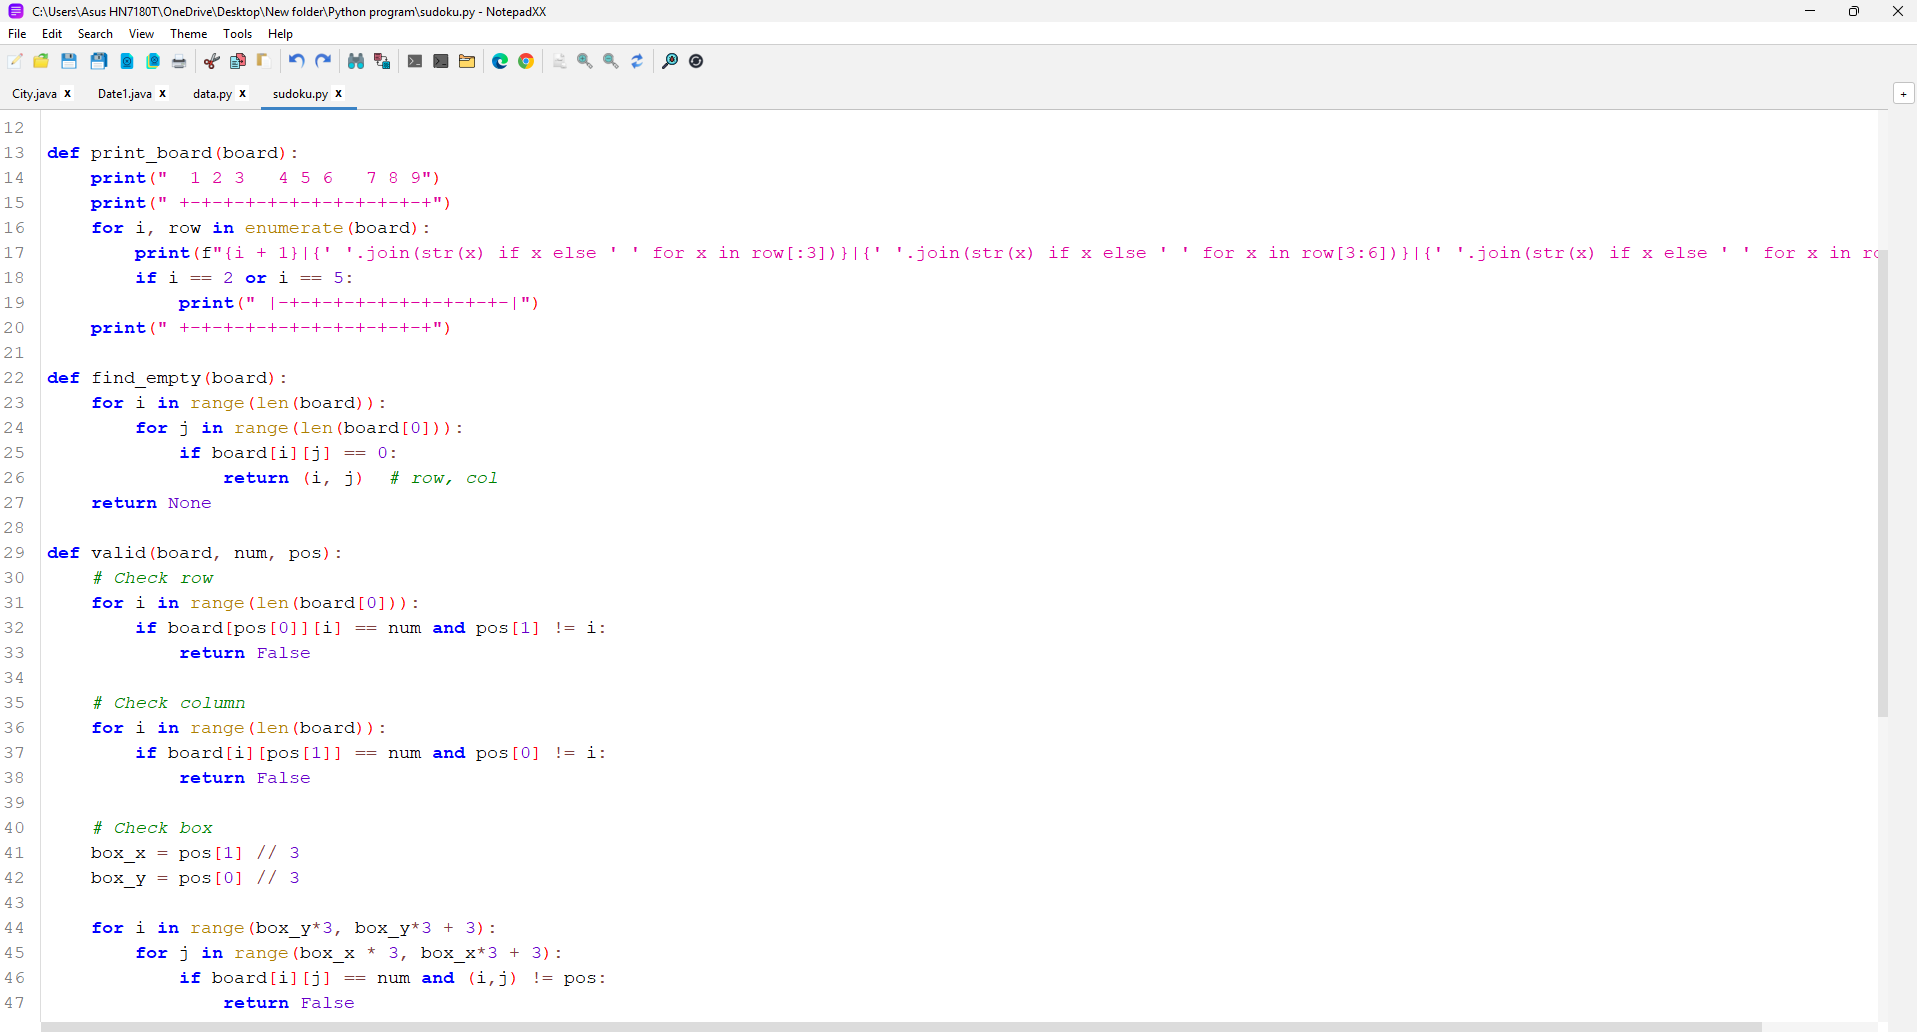 C:\Users\Asus HN7180T\OneDrive\Desktop\New folder\Python program\sudoku.py - NotepadXX
File Edit Search View Theme Tools Help
City.java x Date1.java x data.py x sudoku.py x +
12
13 def print_board(board):
14     print("  1 2 3   4 5 6   7 8 9")
15     print(" +-+-+-+-+-+-+-+-+-+-+-+")
16     for i, row in enumerate(board):
17         print(f"{i + 1}|{' '.join(str(x) if x else ' ' for x in row[:3])}|{' '.join(str(x) if x else ' ' for x in row[3:6])}|{' '.join(str(x) if x else ' ' for x in ro
18         if i == 2 or i == 5:
19             print(" |-+-+-+-+-+-+-+-+-+-+-|")
20     print(" +-+-+-+-+-+-+-+-+-+-+-+")
21
22 def find_empty(board):
23     for i in range(len(board)):
24         for j in range(len(board[0])):
25             if board[i][j] == 0:
26                 return (i, j)  # row, col
27     return None
28
29 def valid(board, num, pos):
30     # Check row
31     for i in range(len(board[0])):
32         if board[pos[0]][i] == num and pos[1] != i:
33             return False
34
35     # Check column
36     for i in range(len(board)):
37         if board[i][pos[1]] == num and pos[0] != i:
38             return False
39
40     # Check box
41     box_x = pos[1] // 3
42     box_y = pos[0] // 3
43
44     for i in range(box_y*3, box_y*3 + 3):
45         for j in range(box_x * 3, box_x*3 + 3):
46             if board[i][j] == num and (i,j) != pos:
47                 return False